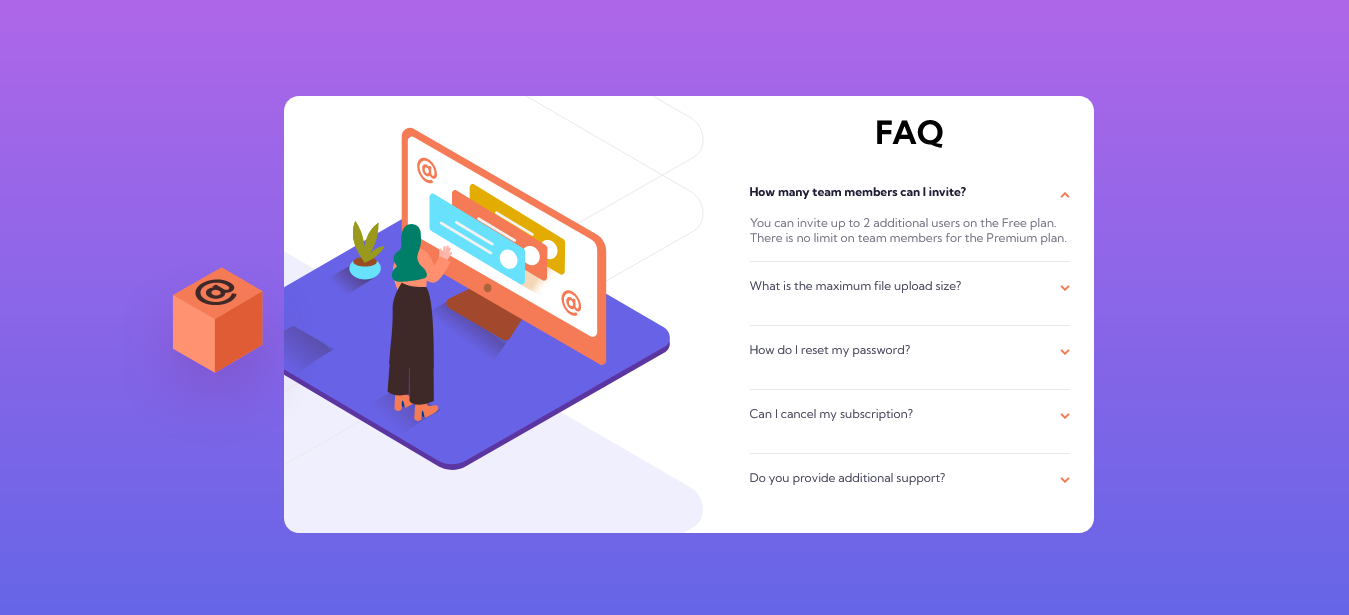 @
@
@
FAQ
How many team members can I invite?
You can invite up to 2 additional users on the Free plan.
There is no limit on team members for the Premium plan.
What is the maximum file upload size?
How do I reset my password?
Can I cancel my subscription?
Do you provide additional support?